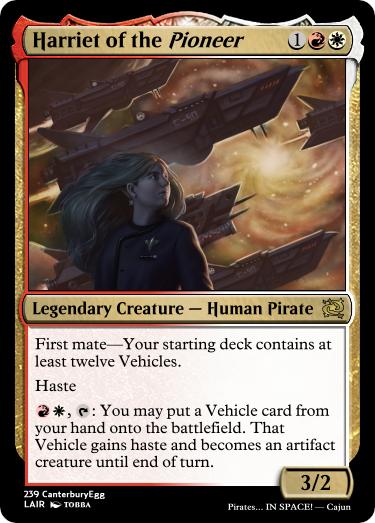 Harriet of the Pioneer 1
Legendary Creature — Human Pirate
First mate—Your starting deck contains at
least twelve Vehicles.
Haste
, : You may put a Vehicle card from
your hand onto the battlefield. That
Vehicle gains haste and becomes an artifact
creature until end of turn.
3/2
239 CanterburyEgg
LAIR TOBBA
Pirates... IN SPACE! — Cajun